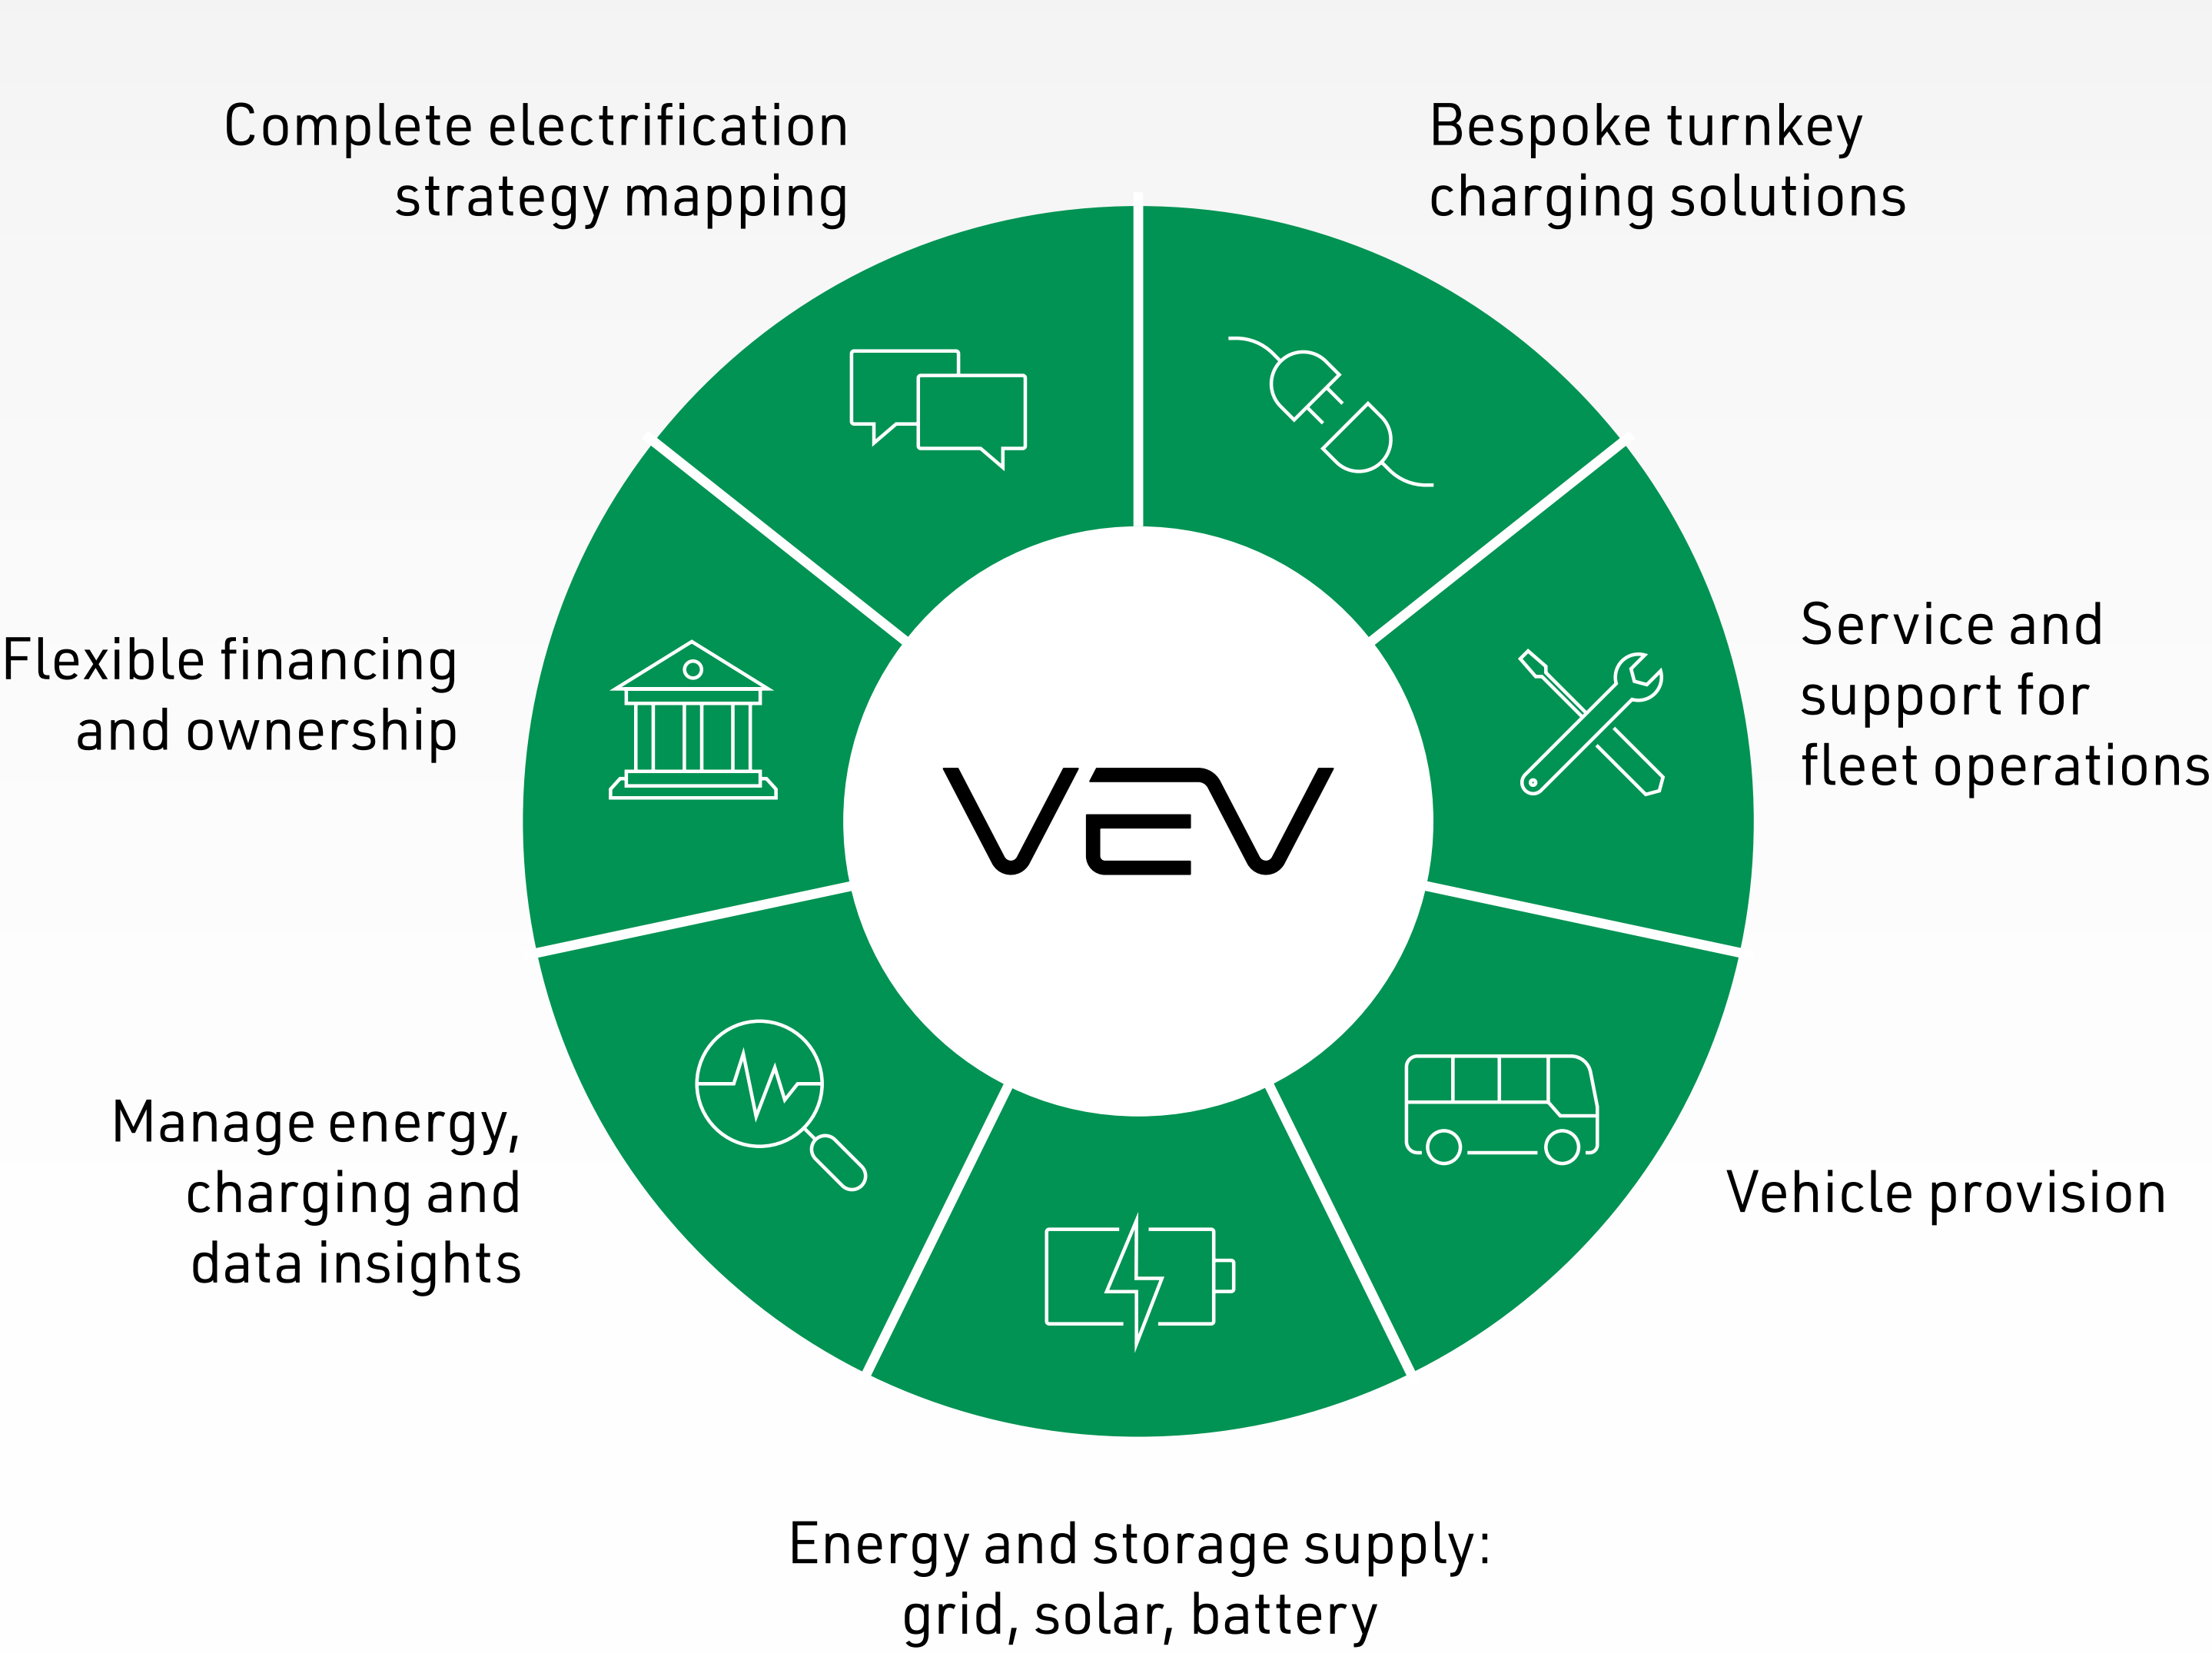 Complete electrification
strategy mapping
Bespoke turnkey
charging solutions
Flexible financing
and ownership
Service and
support for
fleet operations
VEV
Manage energy,
charging and
data insights
Vehicle provision
Energy and storage supply:
grid, solar, battery